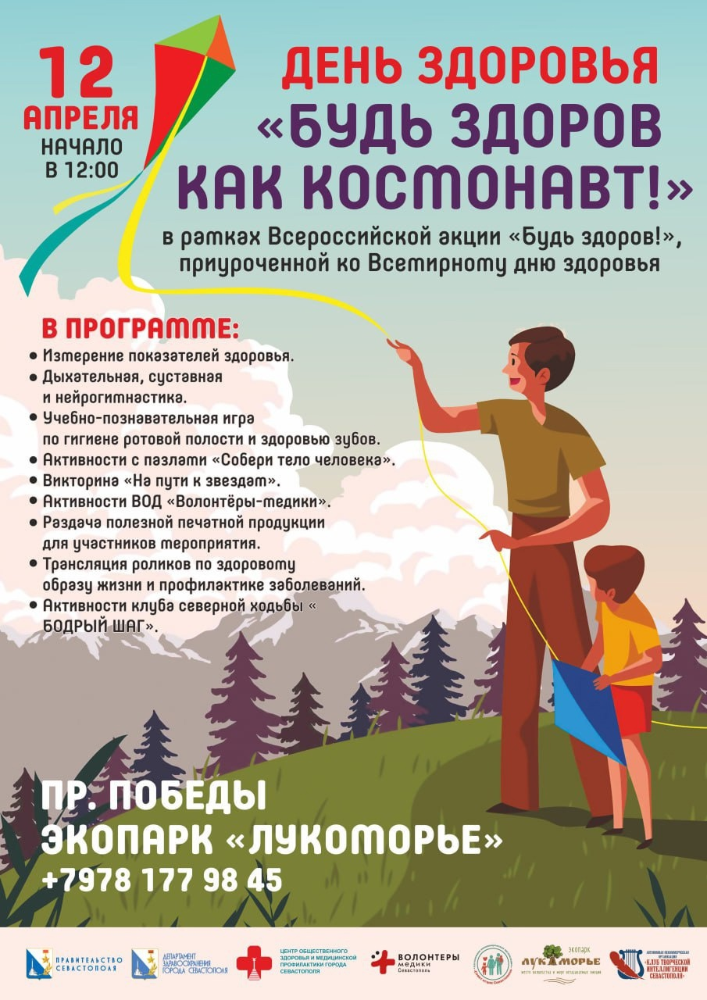 12
АПРЕЛЯ
НАЧАЛО
В 12:00
ДЕНЬ ЗДОРОВЬЯ
«БУДЬ ЗДОРОВ
КАК КОСМОНАВТ!»
в рамках Всероссийской акции «Будь здоров!»,
приуроченной ко Всемирному дню здоровья
В ПРОГРАММЕ:
• Измерение показателей здоровья.
• Дыхательная, суставная
и нейрогимнастика.
• Учебно-познавательная игра
по гигиене ротовой полости и здоровью зубов.
• Активности с пазлами «Собери тело человека».
• Викторина «На пути к звездам».
• Активности ВОД «Волонтёры-медики».
• Раздача полезной печатной продукции
для участников мероприятия.
• Трансляция роликов по здоровому
образу жизни и профилактике заболеваний.
• Активности клуба северной ходьбы «
БОДРЫЙ ШАГ».
ПР. ПОБЕДЫ
ЭКОПАРК «ЛУКОМОРЬЕ»
+7978 177 98 45
ПРАВИТЕЛЬСТВО
СЕВАСТОПОЛЯ
ДЕПАРТАМЕНТ
ЗДРАВООХРАНЕНИЯ
ГОРОДА СЕВАСТОПОЛЯ
ЦЕНТР ОБЩЕСТВЕННОГО
ЗДОРОВЬЯ И МЕДИЦИНСКОЙ
ПРОФИЛАКТИКИ ГОРОДА
СЕВАСТОПОЛЯ
ВОЛОНТЕРЫ
МЕДИКИ
Севастополь
экопарк
ЛУКОМОРЬЕ
АВТОНОМНАЯ НЕКОММЕРЧЕСКАЯ
ОРГАНИЗАЦИЯ
«КЛУБ ТВОРЧЕСКОЙ
ИНТЕЛЛИГЕНЦИИ
СЕВАСТОПОЛЯ»